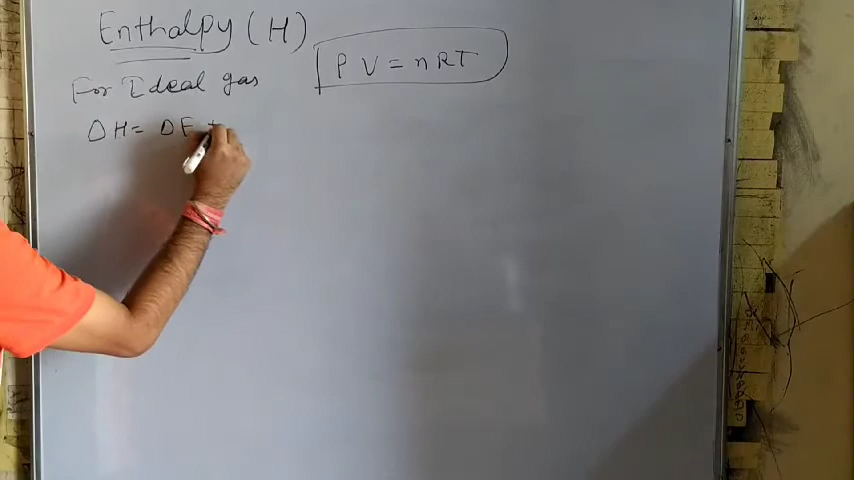 Enthalpy (H)
For Ideal gas
PV = nRT
ΔH = ΔE +